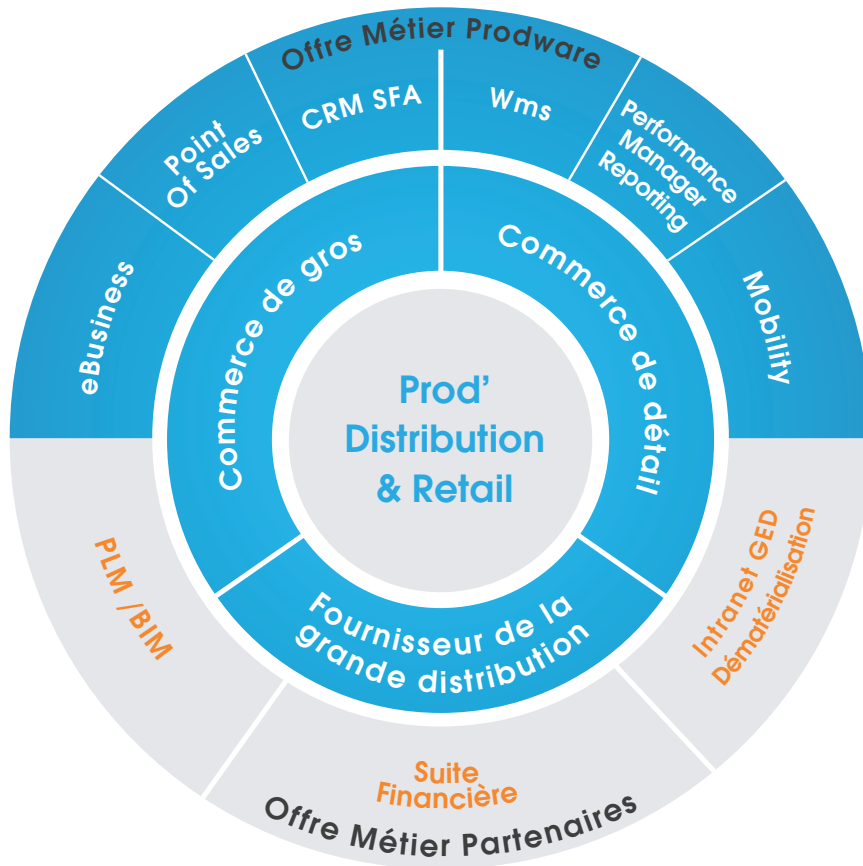 Offre Métier Prodware
eBusiness
Point
Of Sales
CRM SFA
Wms
Performance
Manager
Reporting
Mobility
Commerce de gros
Commerce de détail
Prod’
Distribution
& Retail
Fournisseur de la
grande distribution
PLM /BIM
Intranet GED
Dématérialisation
Suite
Financière
Offre Métier Partenaires